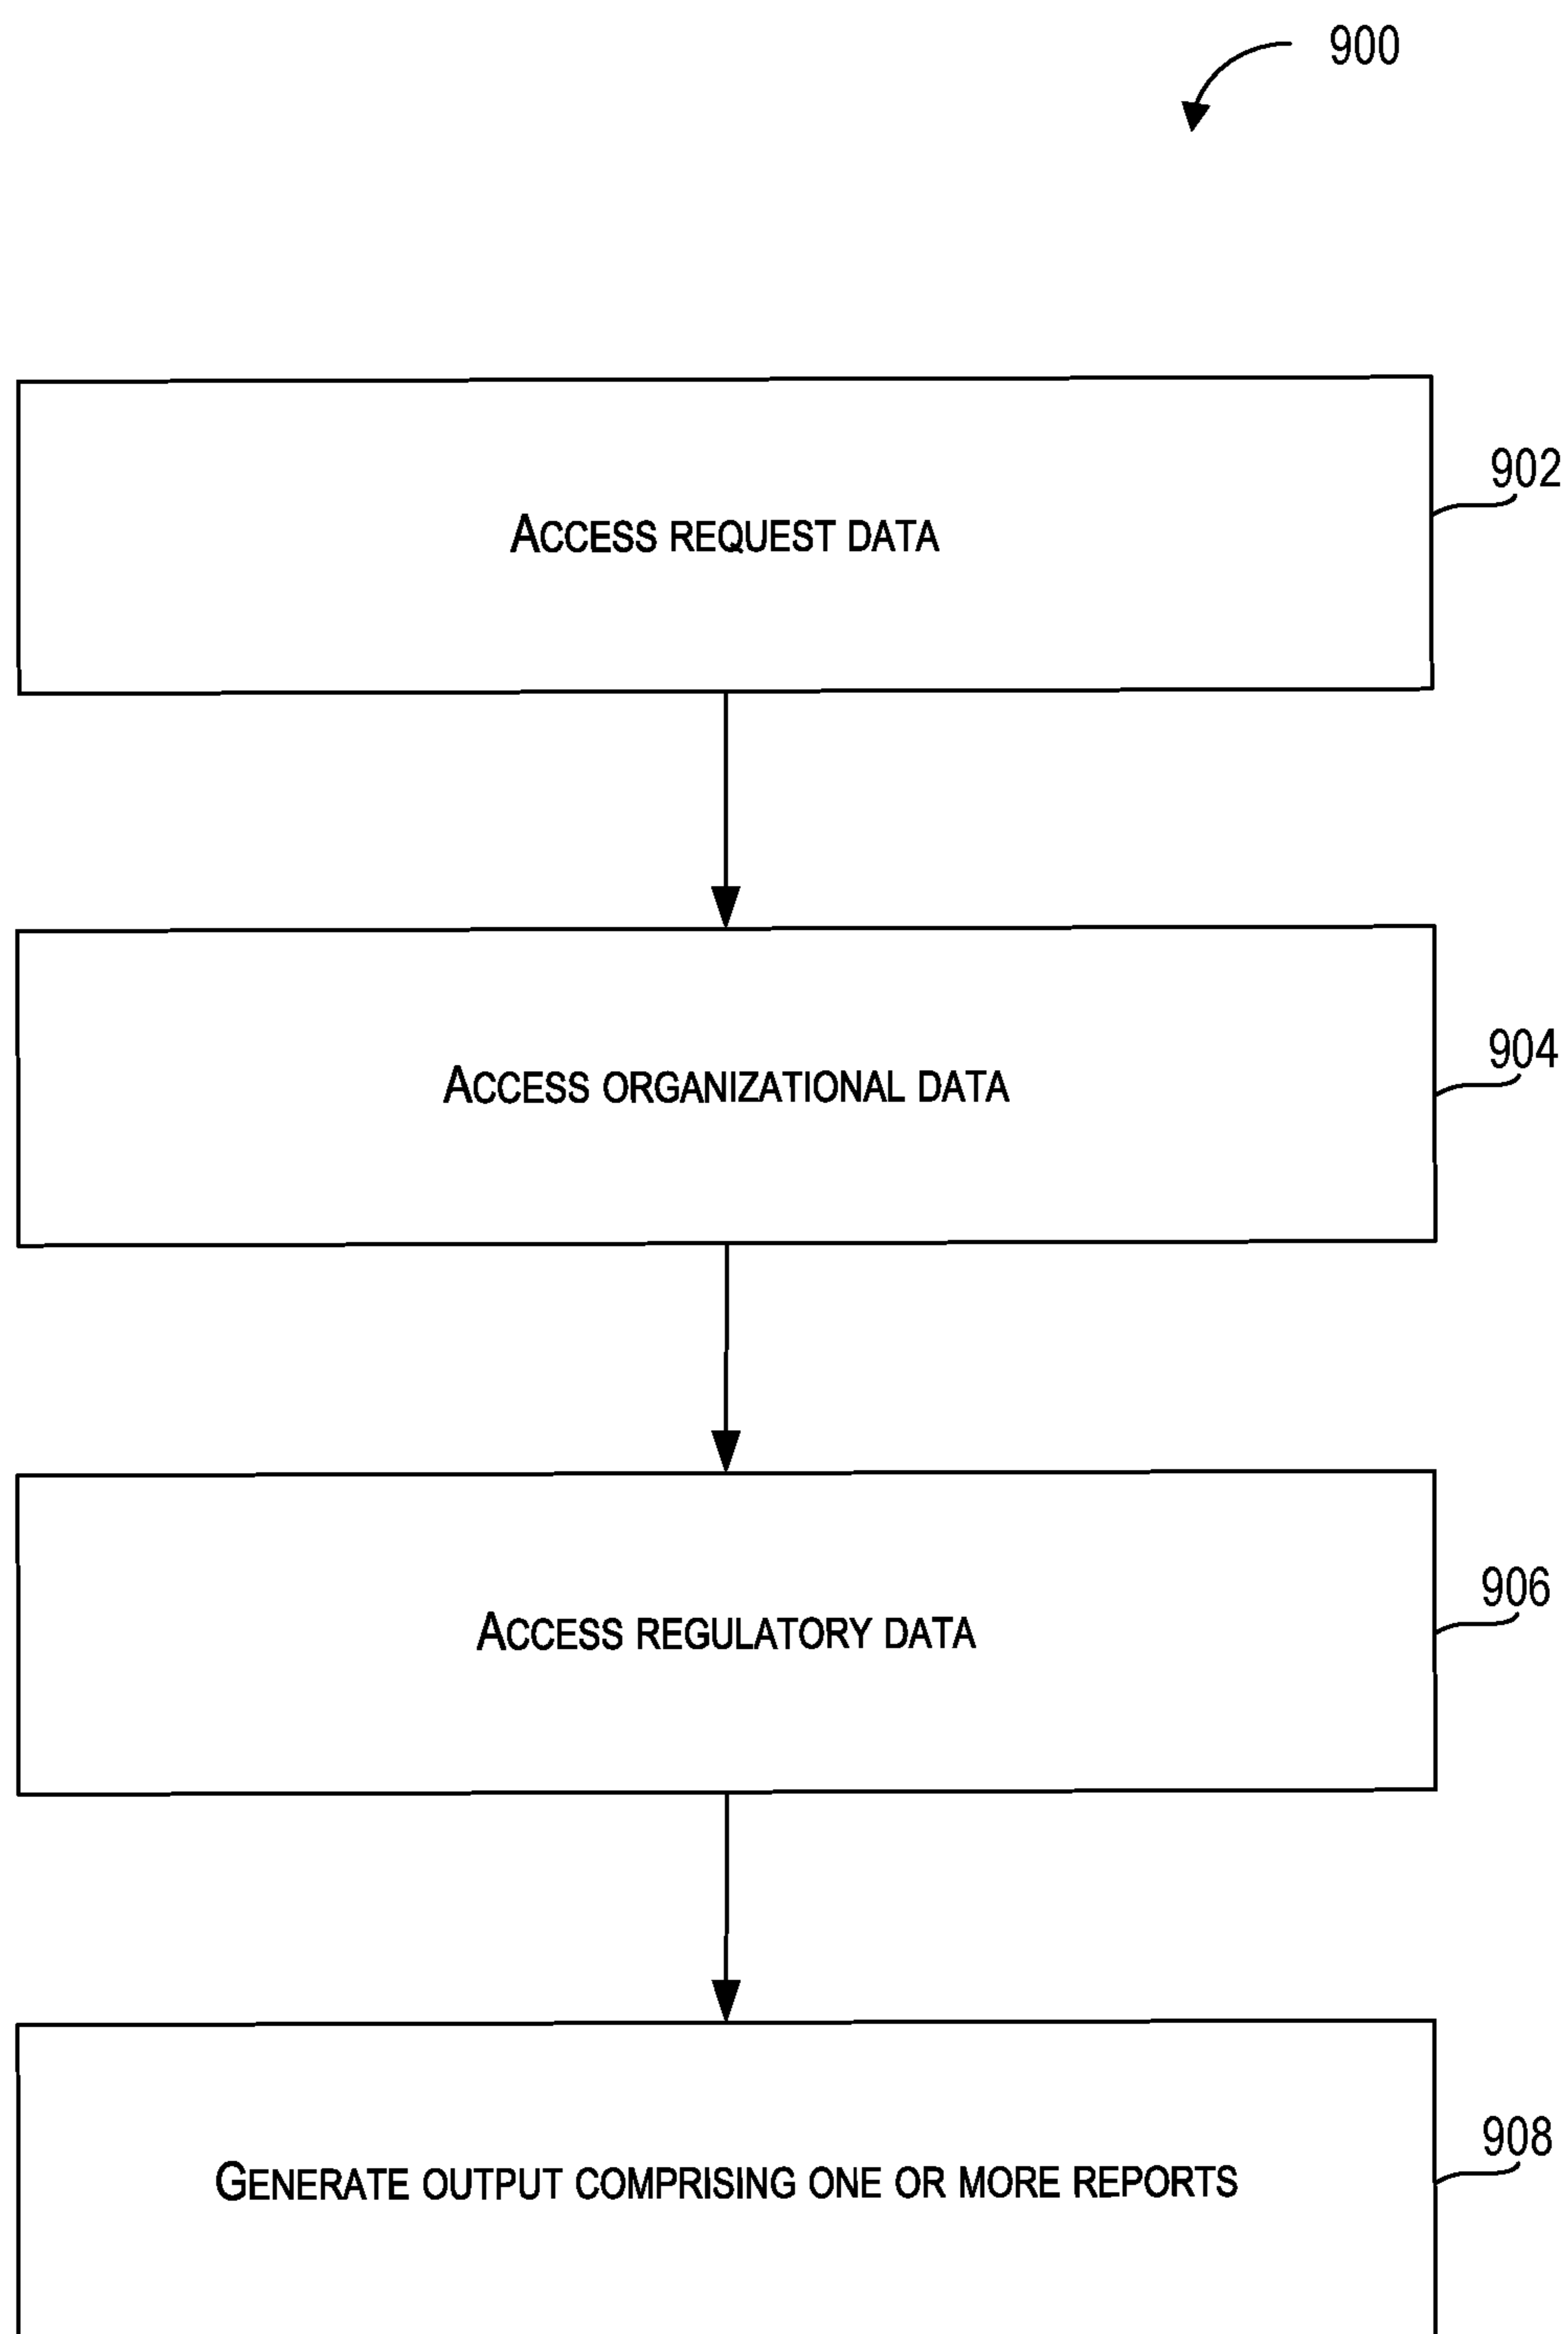 900
ACCESS REQUEST DATA
902
ACCESS ORGANIZATIONAL DATA
904
ACCESS REGULATORY DATA
906
GENERATE OUTPUT COMPRISING ONE OR MORE REPORTS
908